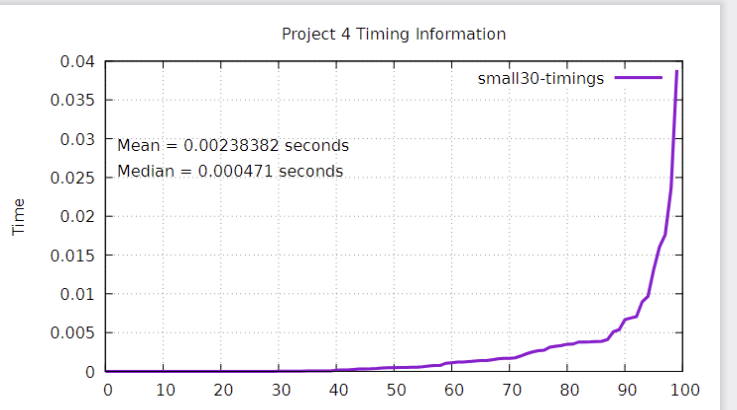 Project 4 Timing Information
0.04
small30-timings
0.035
0.03
Mean = 0.00238382 seconds
Median = 0.000471 seconds
0.025
Time
0.02
0.015
0.01
0.005
0
0 10 20 30 40 50 60 70 80 90 100